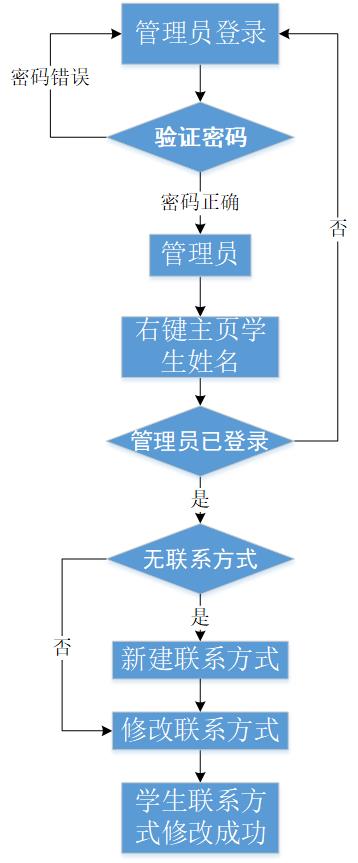 管理员登录
密码错误
验证密码
密码正确
管理员
否
右键主页学
生姓名
管理员已登录
是
无联系方式
是
否
新建联系方式
修改联系方式
学生联系方
式修改成功